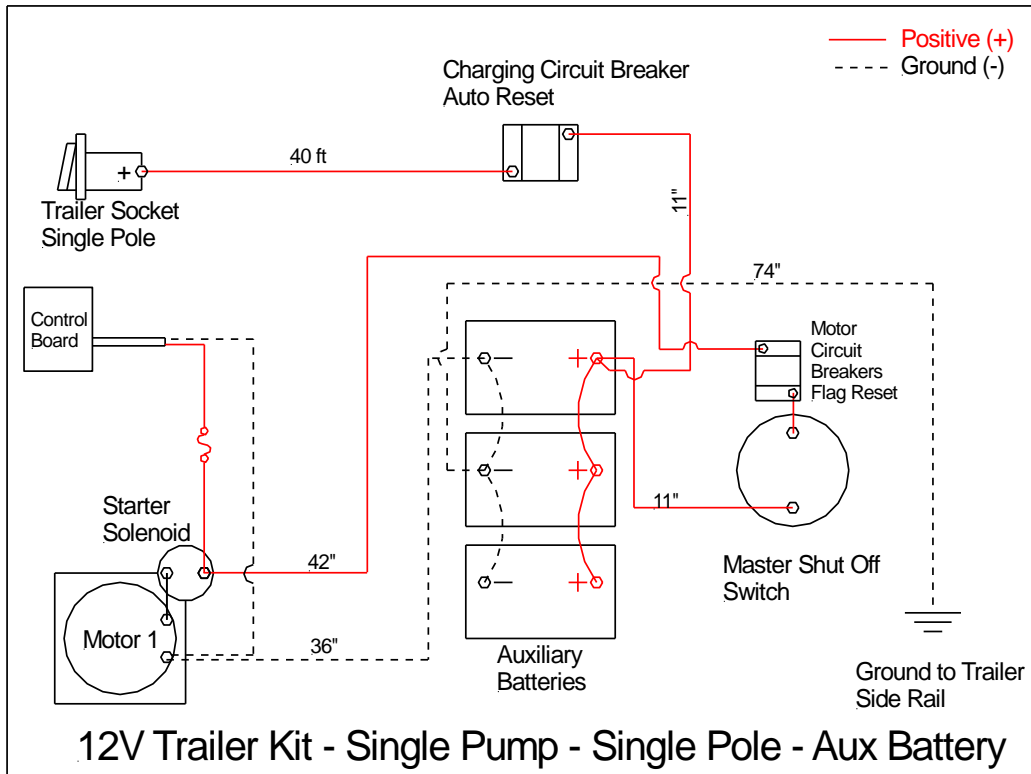 Positive (+)
Ground (-)
Charging Circuit Breaker
Auto Reset
40 ft
+
Trailer Socket
Single Pole
11"
74"
Control
Board
Motor
Circuit
Breakers
Flag Reset
+
+
+
11"
Starter
Solenoid
42"
Master Shut Off
Switch
Motor 1
36"
Auxiliary
Batteries
Ground to Trailer
Side Rail
12V Trailer Kit - Single Pump - Single Pole - Aux Battery